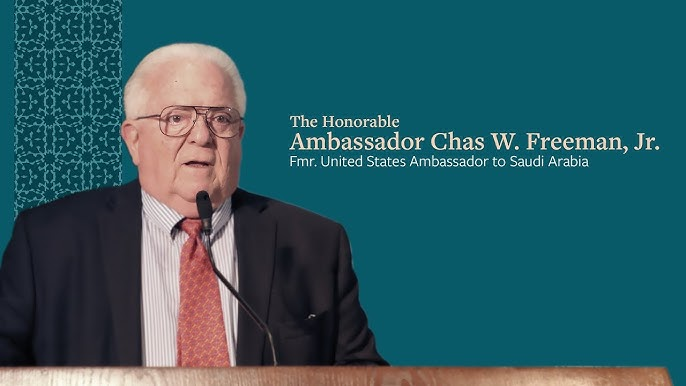 The Honorable
Ambassador Chas W. Freeman, Jr.
Fmr. United States Ambassador to Saudi Arabia